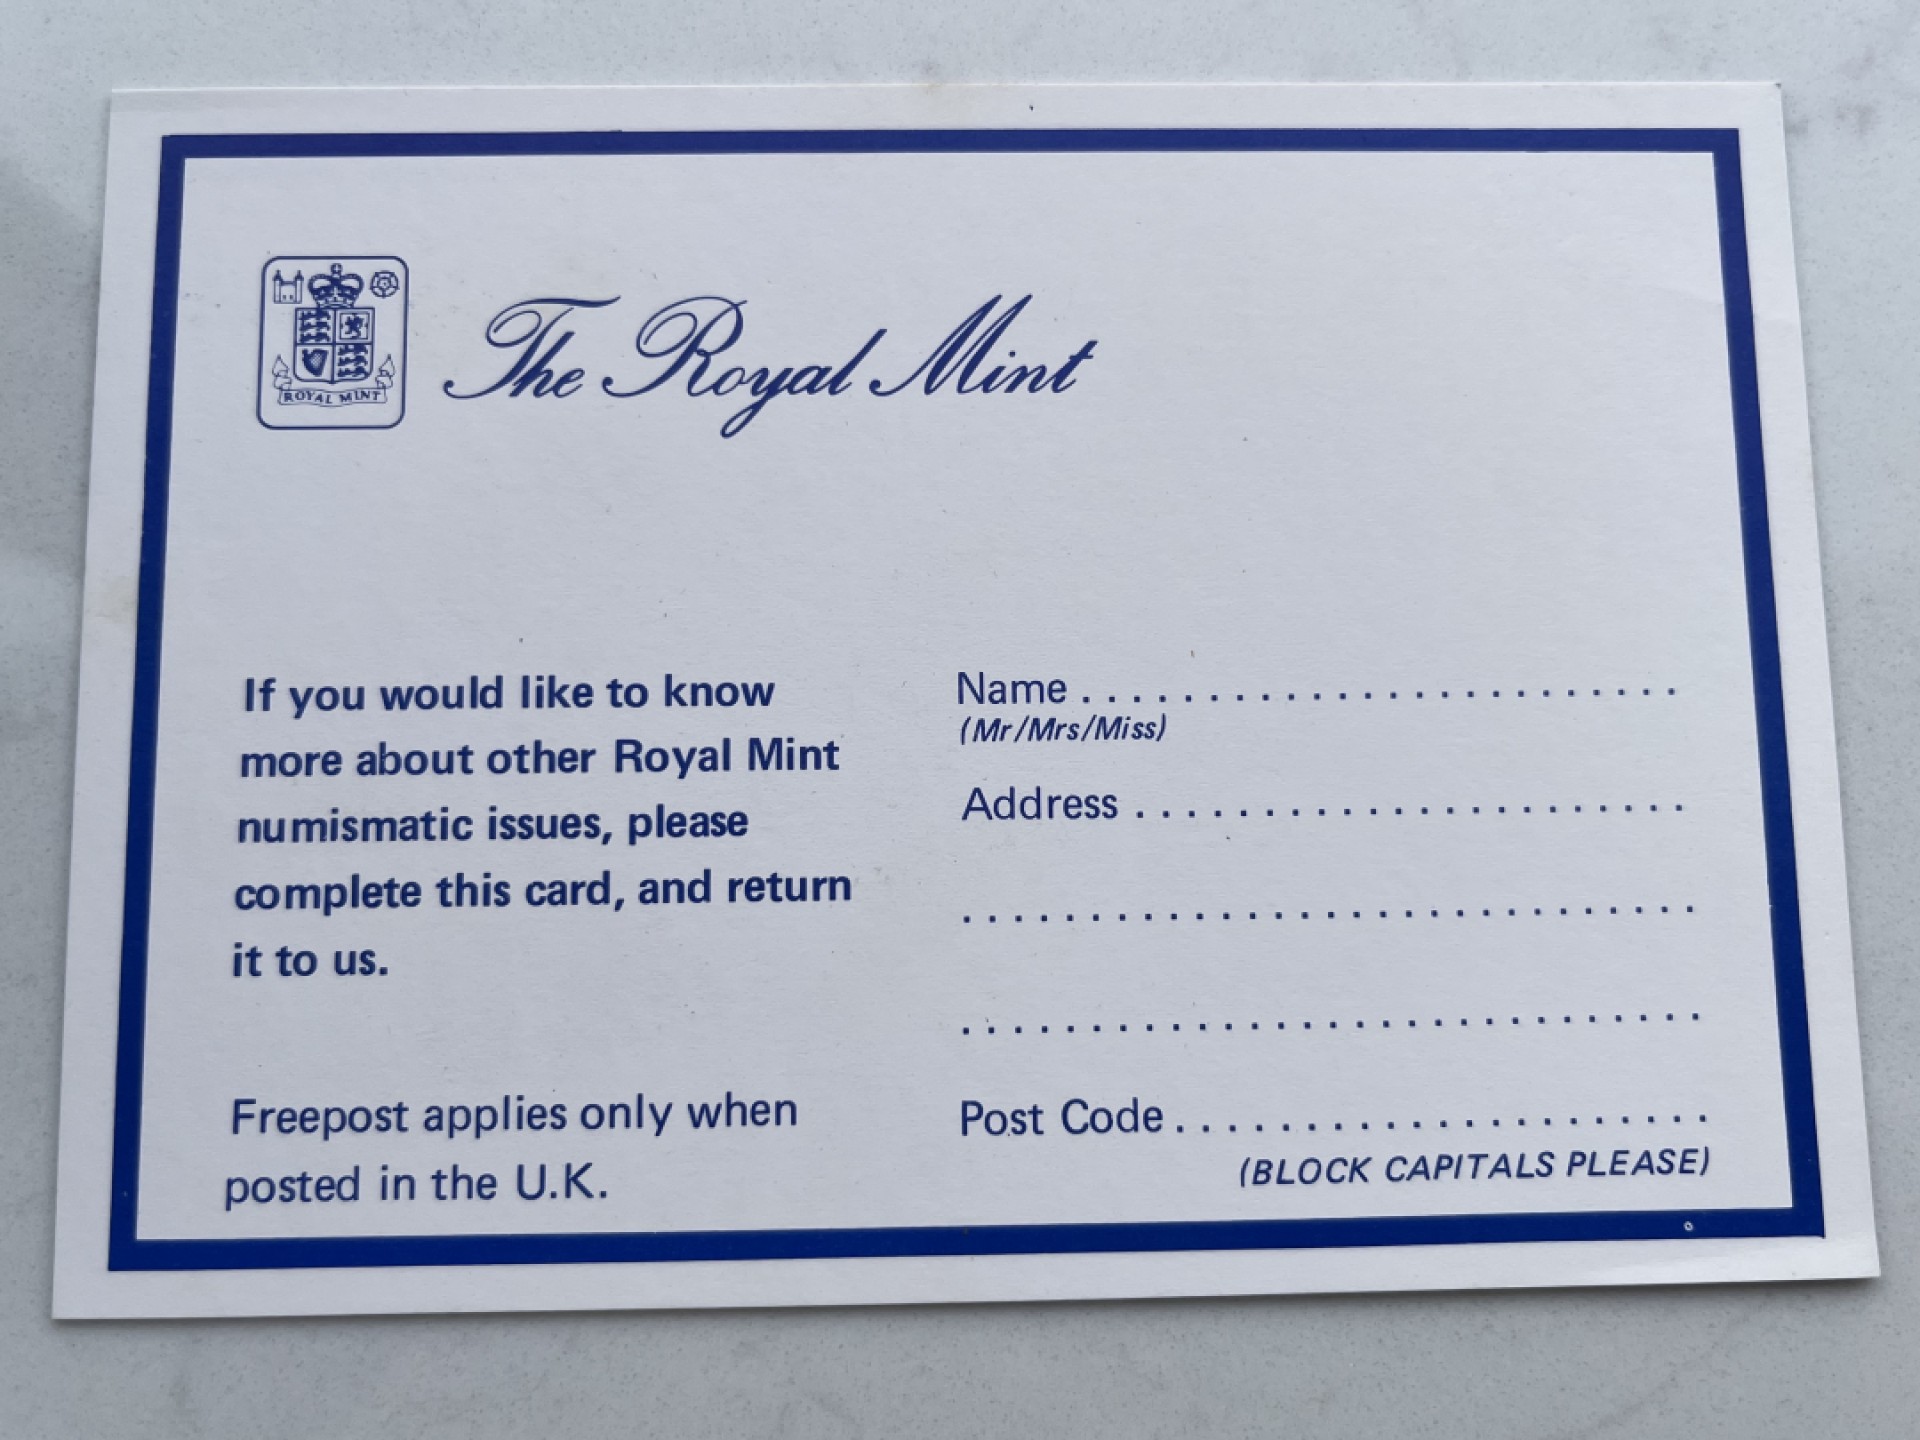 ROYAL MINT
The Royal Mint
If you would like to know
more about other Royal Mint
numismatic issues, please
complete this card, and return
it to us.
Freepost applies only when
posted in the U.K.
Name . . . . . . . . . . . . . . . . . . . . . . . .
(Mr/Mrs/Miss)
Address . . . . . . . . . . . . . . . . . . . . . .
. . . . . . . . . . . . . . . . . . . . . . . . . . . . .
. . . . . . . . . . . . . . . . . . . . . . . . . . . . .
Post Code . . . . . . . . . . . . . . . . . . . . .
(BLOCK CAPITALS PLEASE)